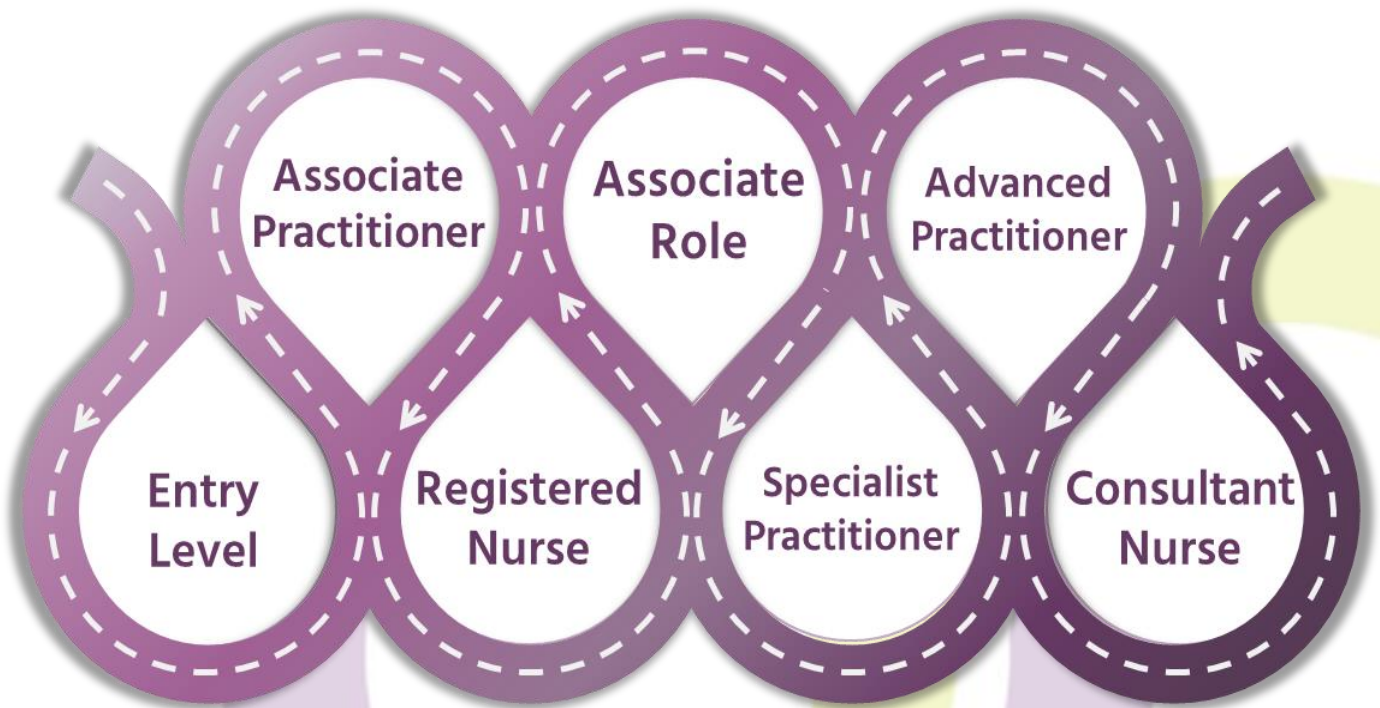 Associate
Practitioner
Associate
Role
Advanced
Practitioner
Entry
Level
Registered
Nurse
Specialist
Practitioner
Consultant
Nurse